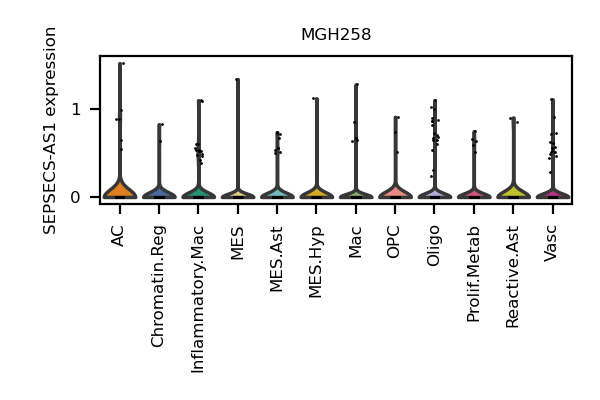 MGH258
SEPSECS-AS1 expression
1
0
AC
Chromatin.Reg
Inflammatory.Mac
MES
MES.Ast
MES.Hyp
Mac
OPC
Oligo
Prolif.Metab
Reactive.Ast
Vasc